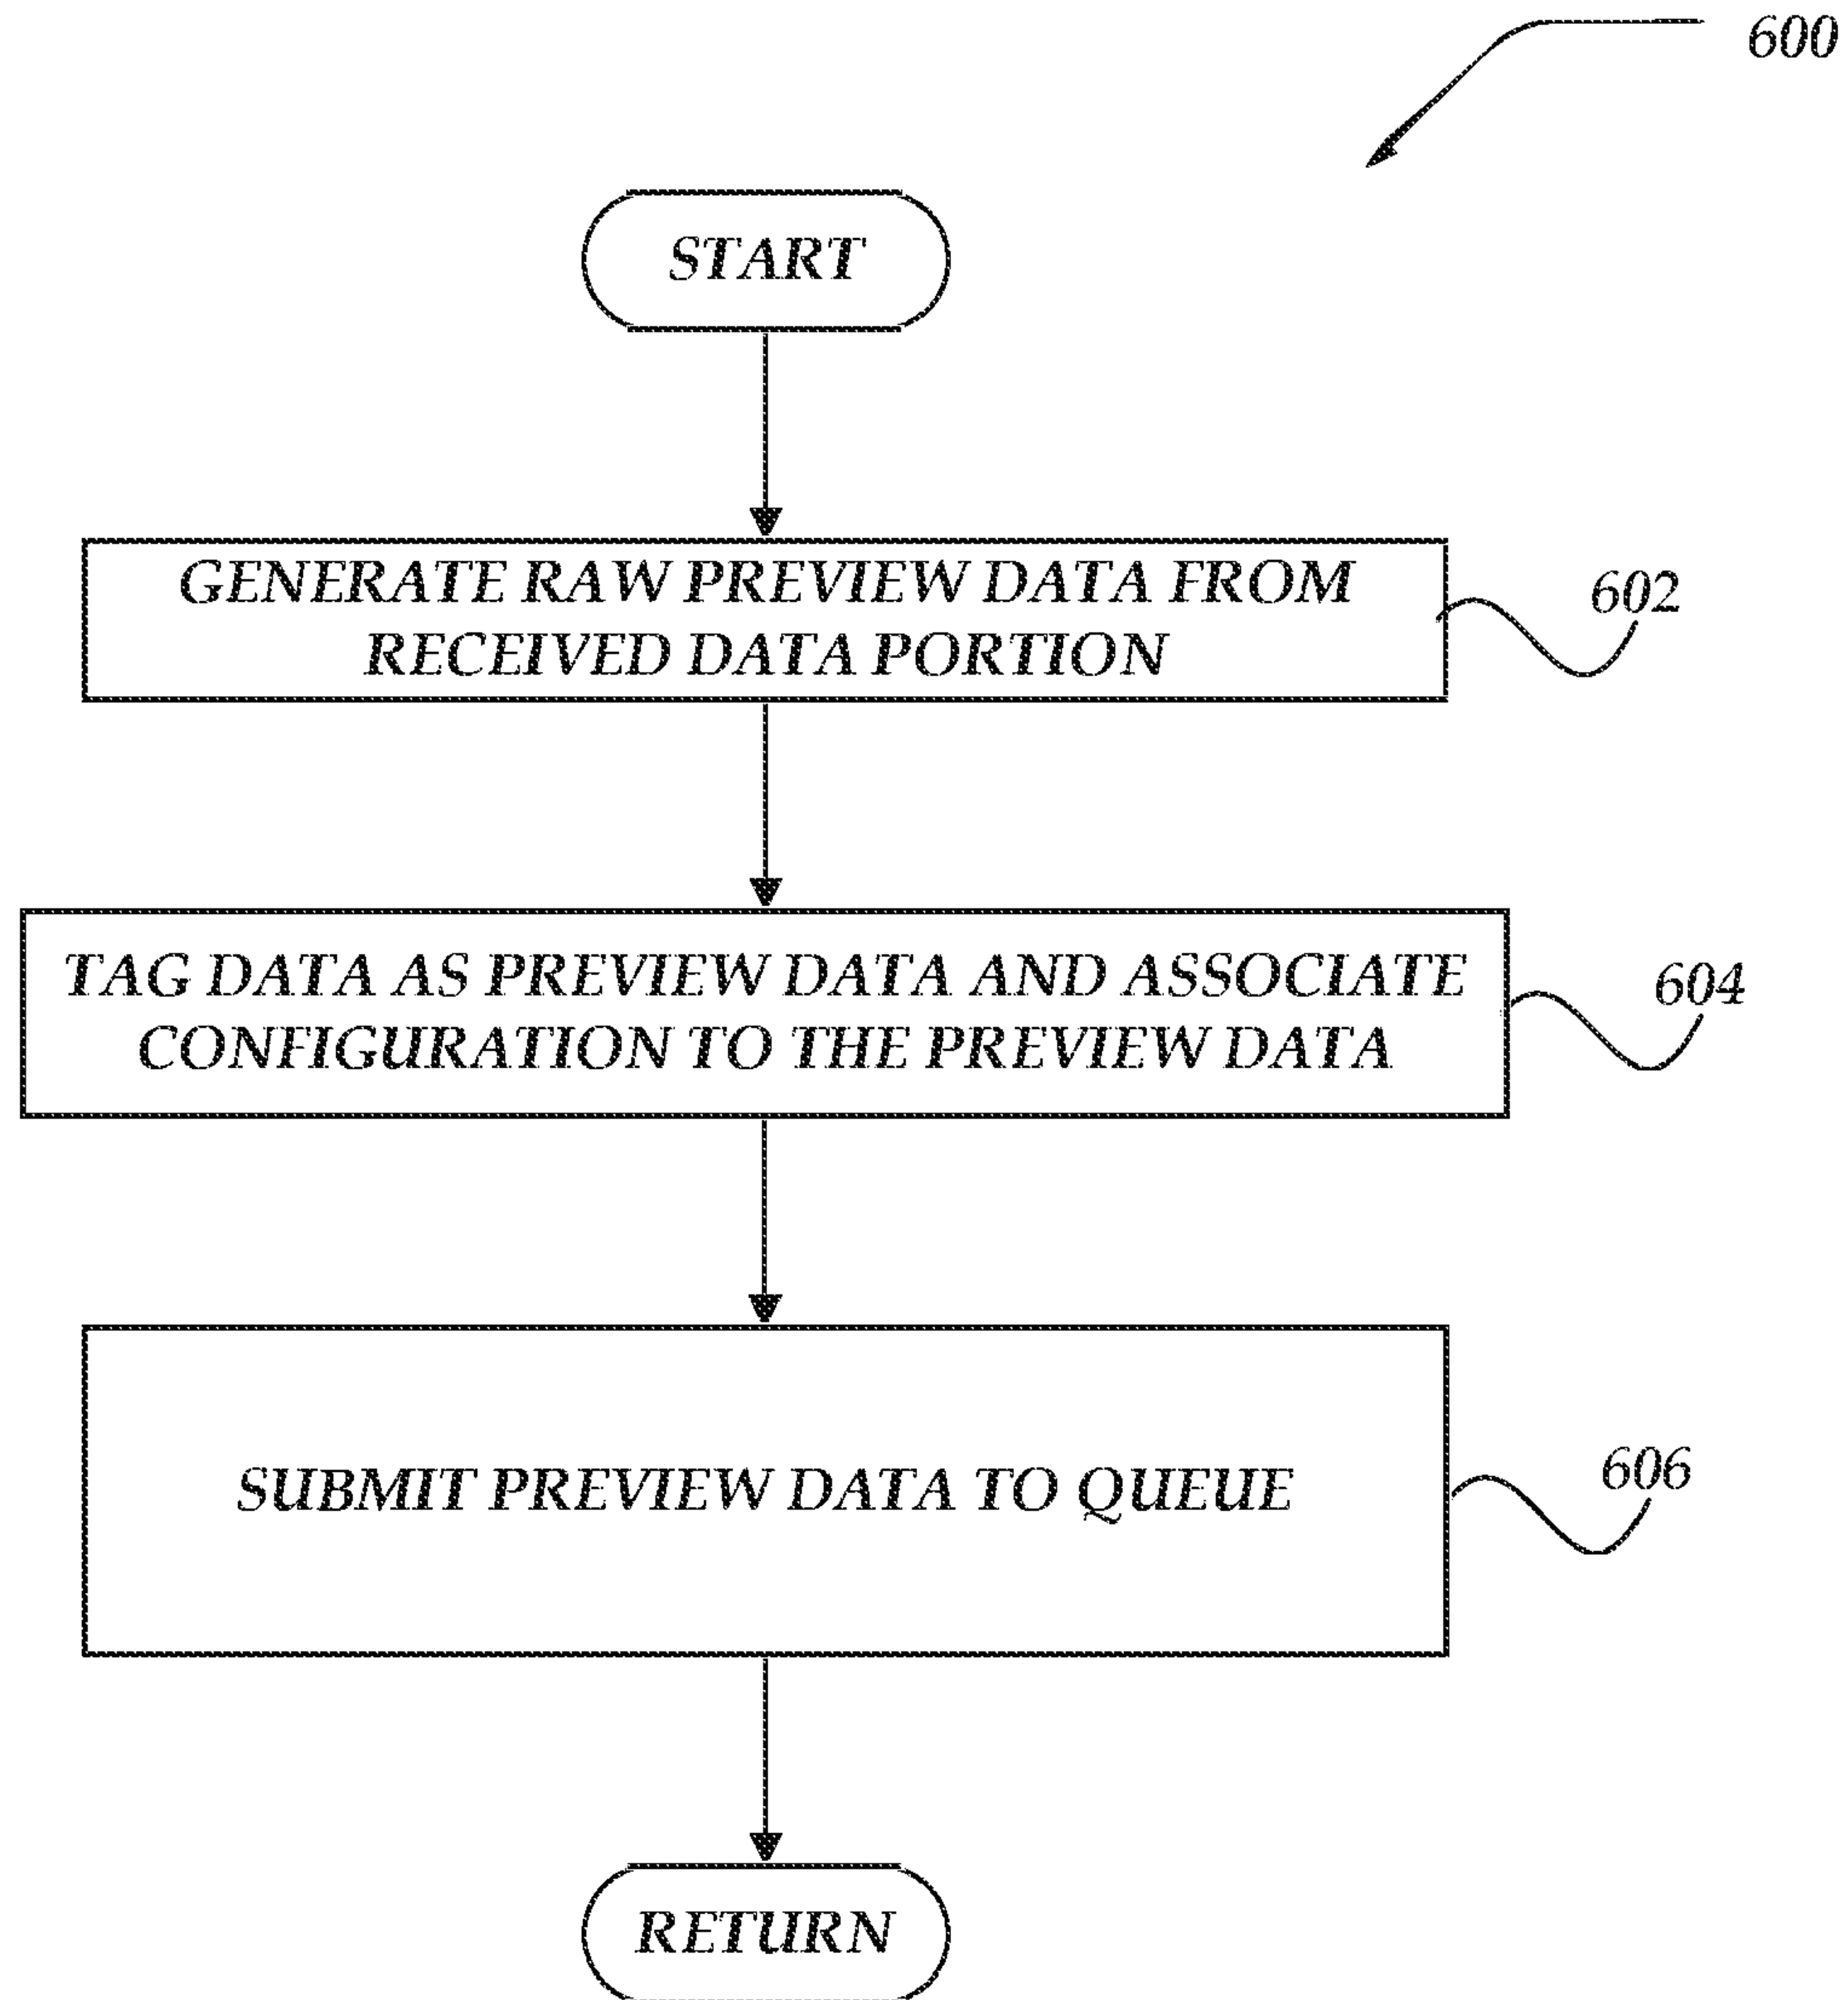 600
START
GENERATE RAW PREVIEW DATA FROM
RECEIVED DATA PORTION
602
TAG DATA AS PREVIEW DATA AND ASSOCIATE
CONFIGURATION TO THE PREVIEW DATA
604
SUBMIT PREVIEW DATA TO QUEUE
606
RETURN